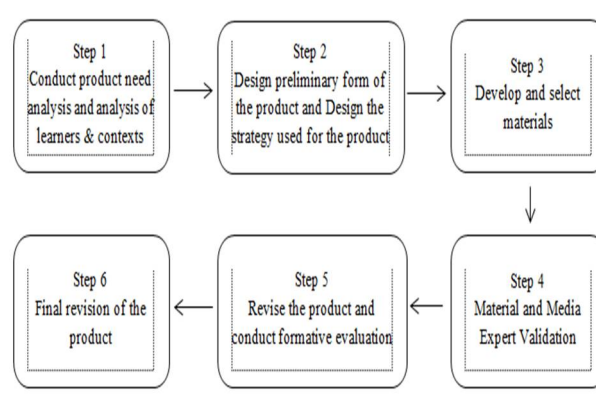 Step 1
Conduct product need
analysis and analysis of
learners & contexts
Step 2
Design preliminary form of
the product and Design the
strategy used for the product
Step 3
Develop and select
materials
Step 4
Material and Media
Expert Validation
Step 5
Revise the product and
conduct formative evaluation
Step 6
Final revision of the
product